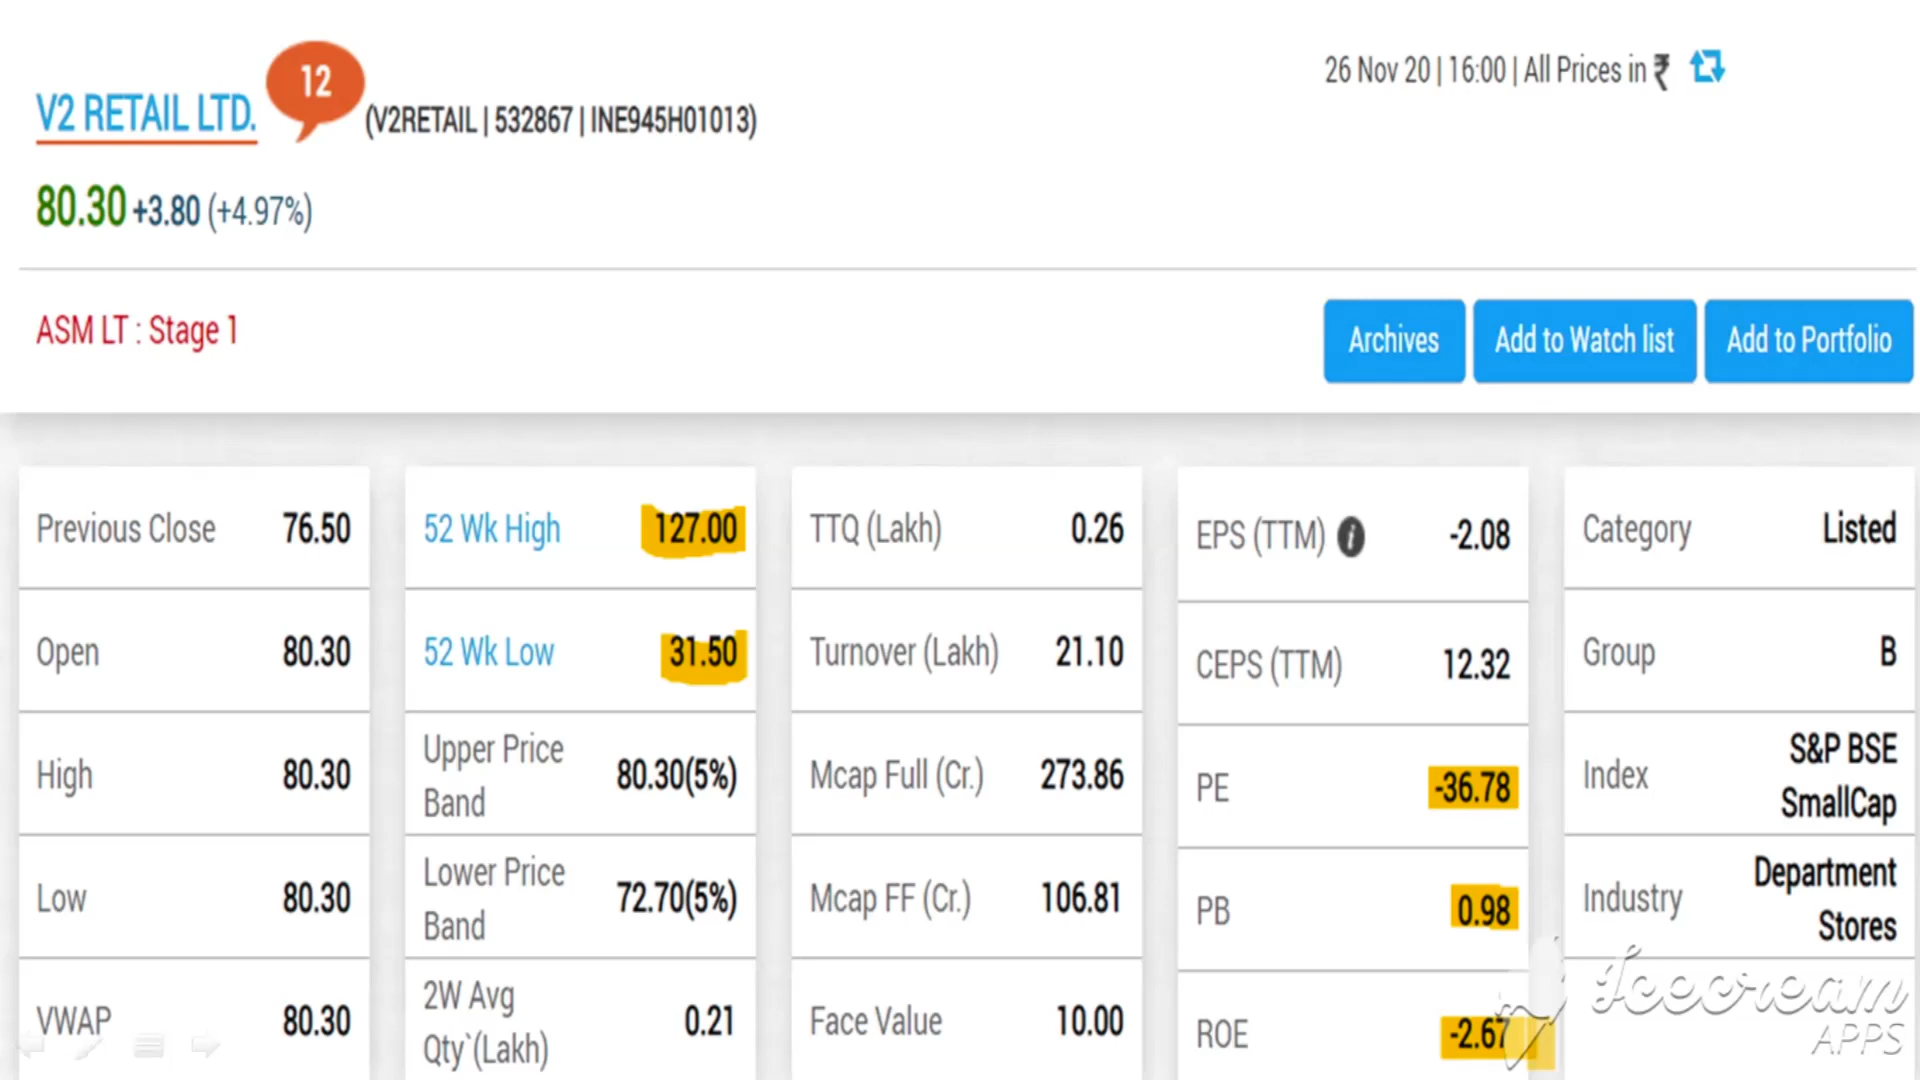 26 Nov 20 | 16:00 | All Prices in ₹
V2 RETAIL LTD.
12
(V2RETAIL | 532867 | INE945H01013)
80.30 +3.80 (+4.97%)
ASM LT : Stage 1
Archives
Add to Watch list
Add to Portfolio
Previous Close 76.50
Open 80.30
High 80.30
Low 80.30
VWAP 80.30
52 Wk High 127.00
52 Wk Low 31.50
Upper Price
Band 80.30(5%)
Lower Price
Band 72.70(5%)
2W Avg
Qty`(Lakh) 0.21
TTQ (Lakh) 0.26
Turnover (Lakh) 21.10
Mcap Full (Cr.) 273.86
Mcap FF (Cr.) 106.81
Face Value 10.00
EPS (TTM) i -2.08
CEPS (TTM) 12.32
PE -36.78
PB 0.98
ROE -2.67
Category Listed
Group B
Index S&P BSE
SmallCap
Industry Department
Stores
Icecream
APPS